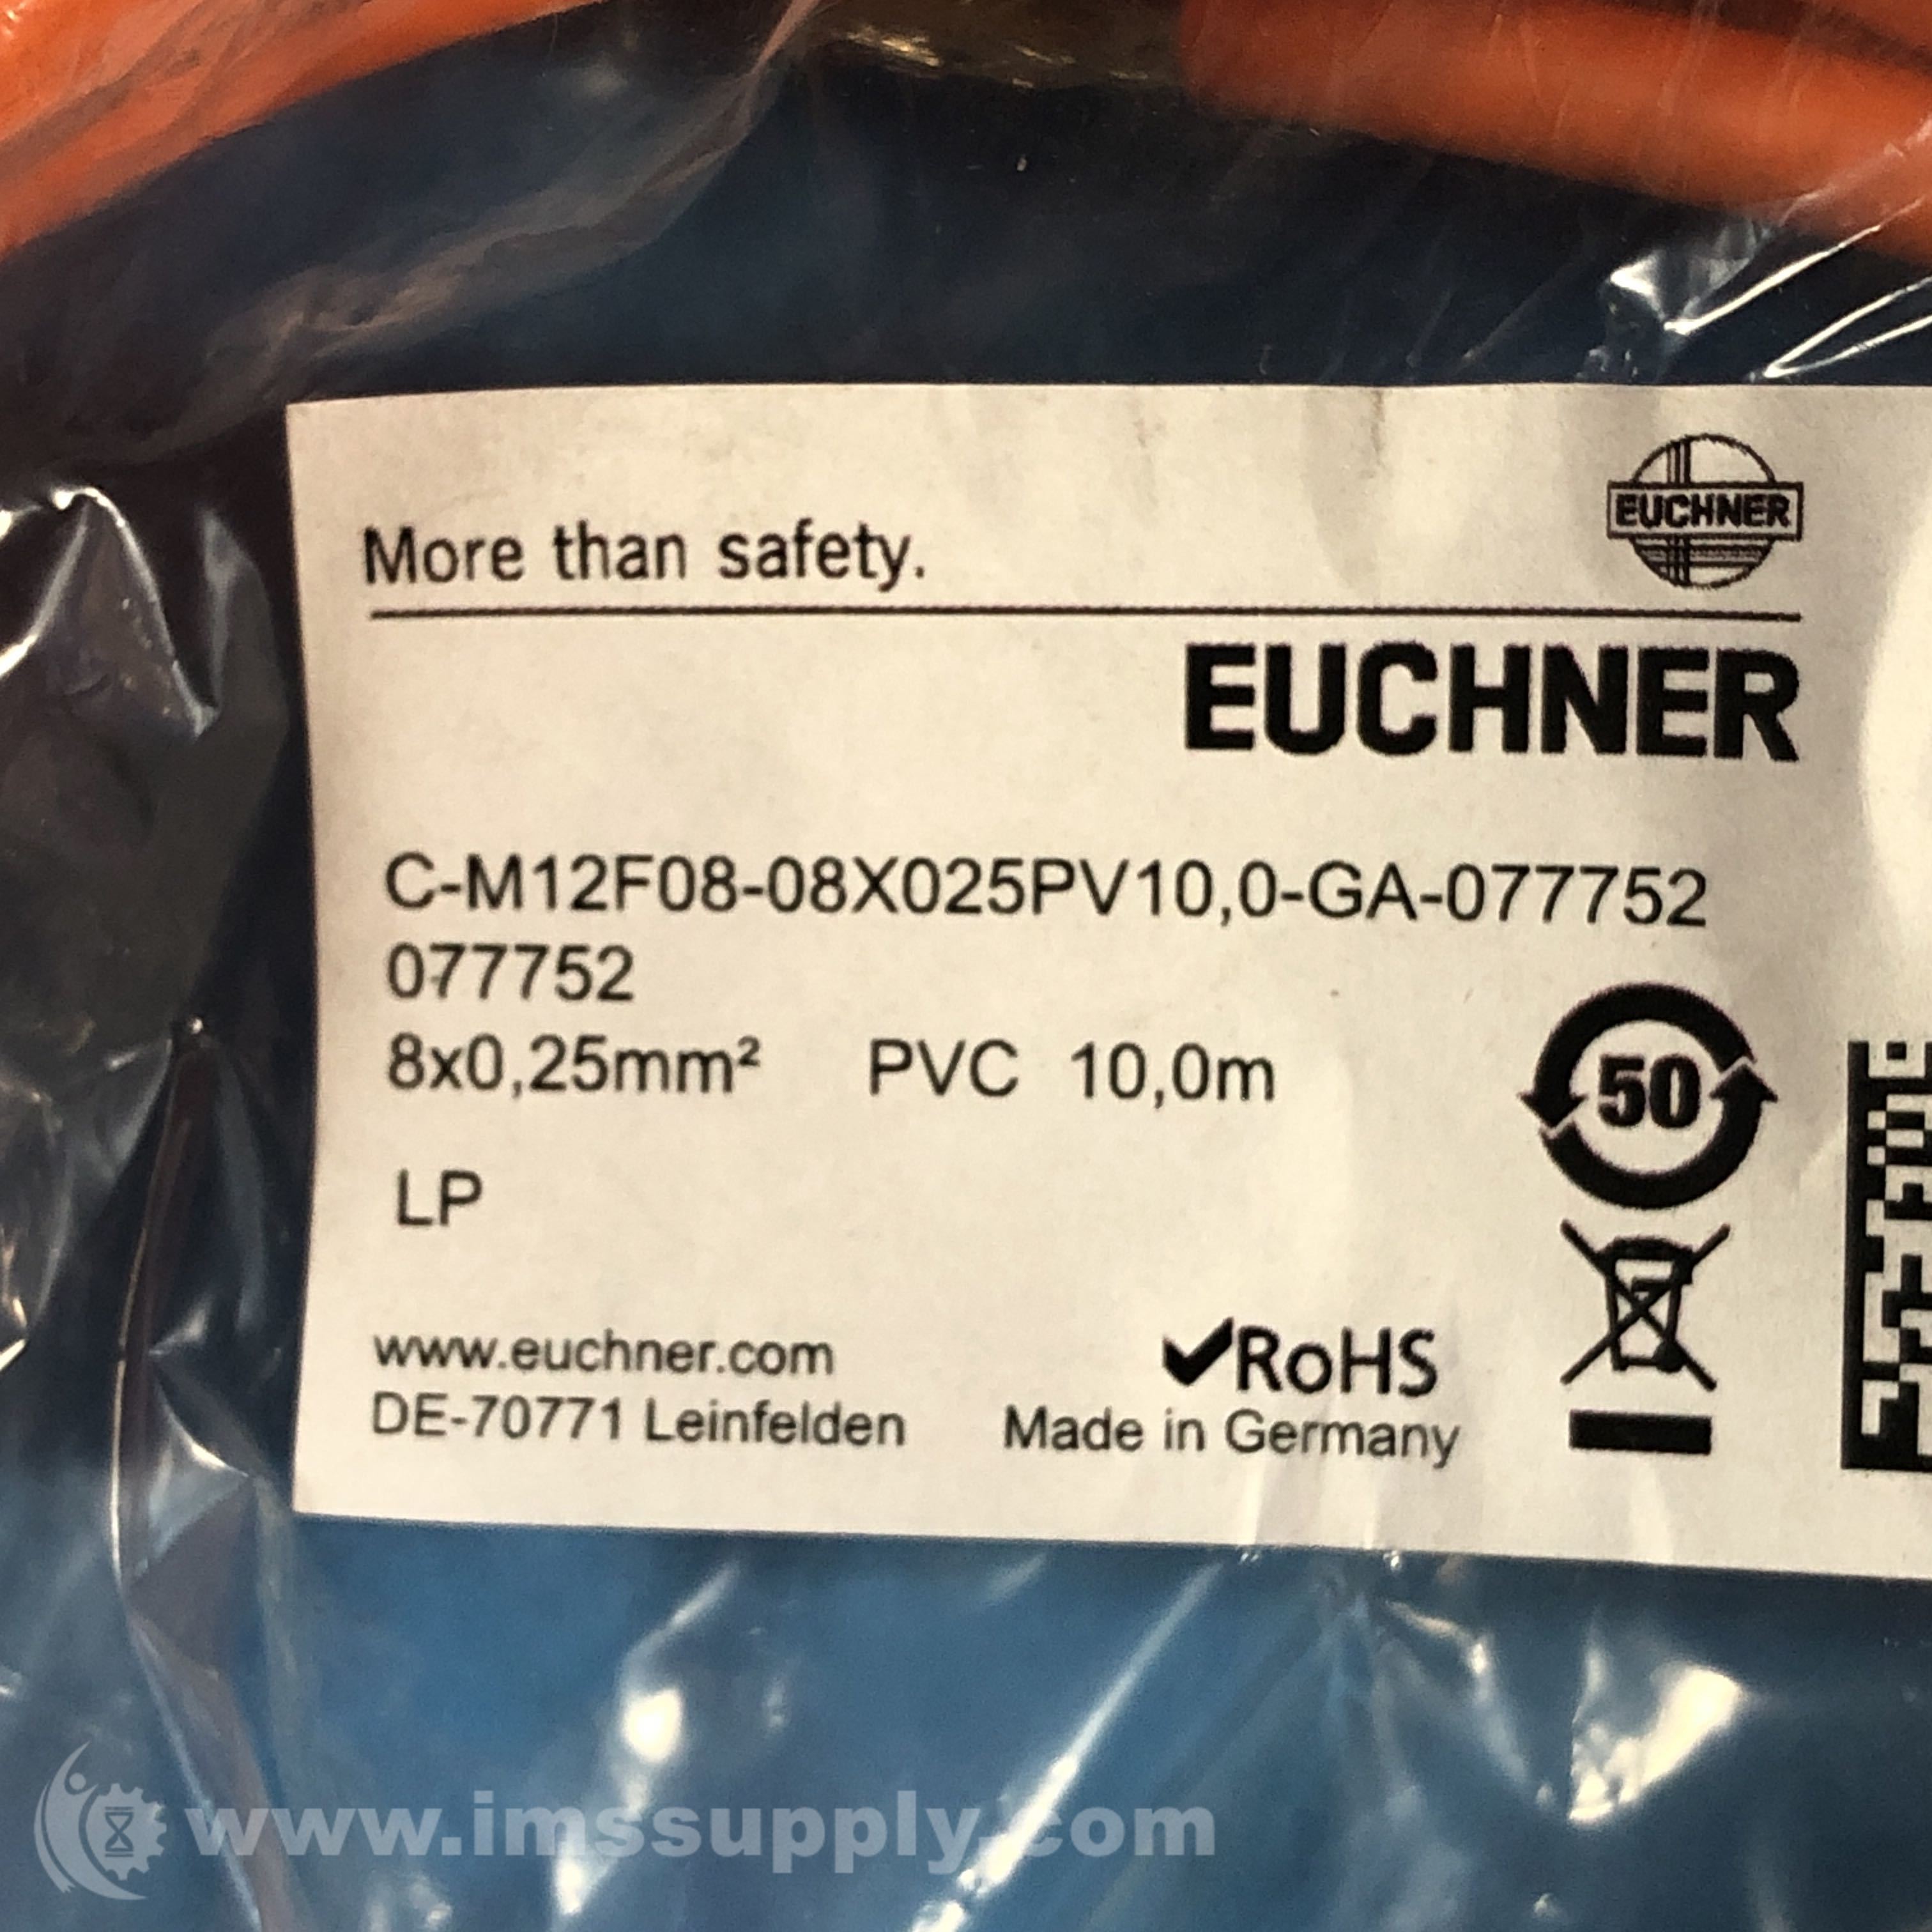 More than safety.
EUCHNER
EUCHNER
C-M12F08-08X025PV10,0-GA-077752
077752
8x0,25mm² PVC 10,0m
50
LP
www.euchner.com
✔RoHS
DE-70771 Leinfelden
Made in Germany
www.imssupply.com